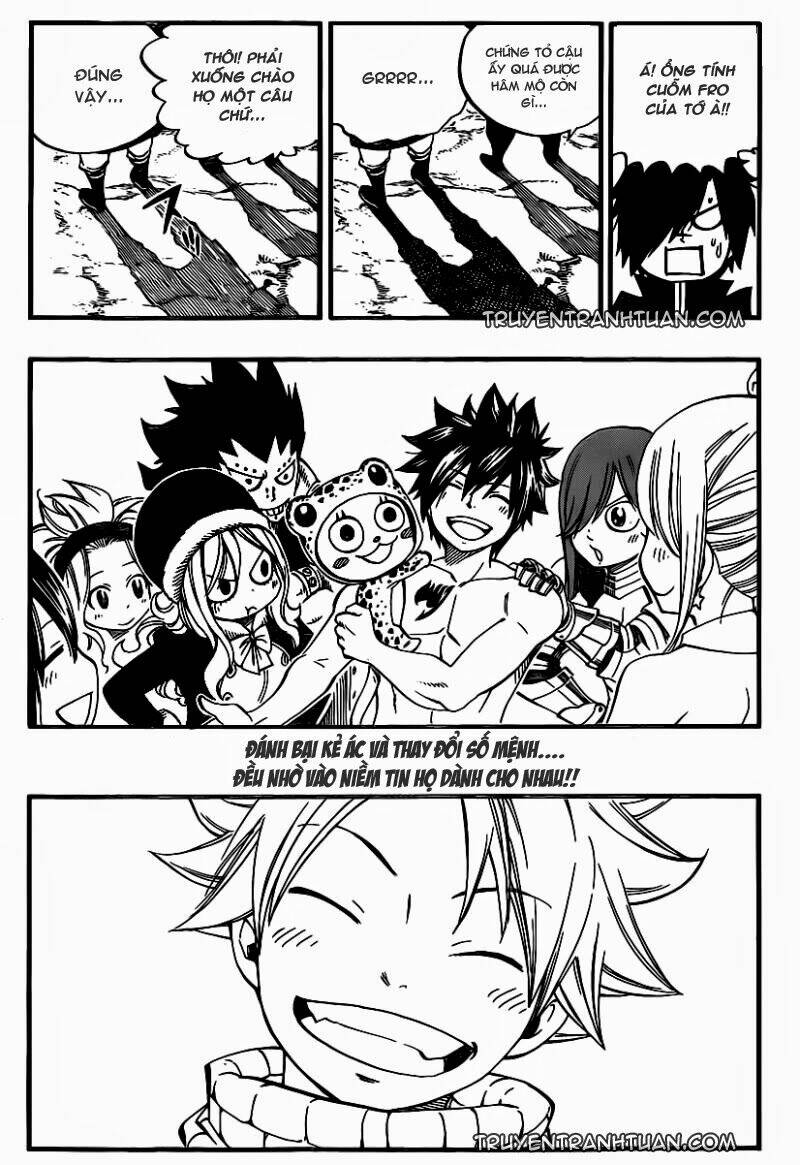 Á! ỔNG TÍNH
CUỖM FRO
CỦA TỚ À!!
CHỨNG TỎ CẬU
ẤY QUÁ ĐƯỢC
HÂM MỘ CÒN
GÌ...
GRRRR...
THÔI! PHẢI
XUỐNG CHÀO
HỌ MỘT CÂU
CHỨ...
ĐÚNG
VẬY...
TRUYENTRANHTUAN.COM
ĐÁNH BẠI KẺ ÁC VÀ THAY ĐỔI SỐ MỆNH....
ĐỀU NHỜ VÀO NIỀM TIN HỌ DÀNH CHO NHAU!!
TRUYENTRANHTUAN.COM